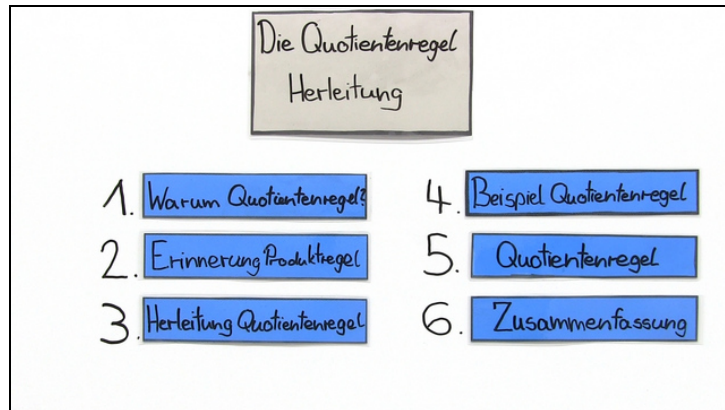 Die Quotientenregel
Herleitung
1. Warum Quotientenregel?
2. Erinnerung Produktregel
3. Herleitung Quotientenregel
4. Beispiel Quotientenregel
5. Quotientenregel
6. Zusammenfassung